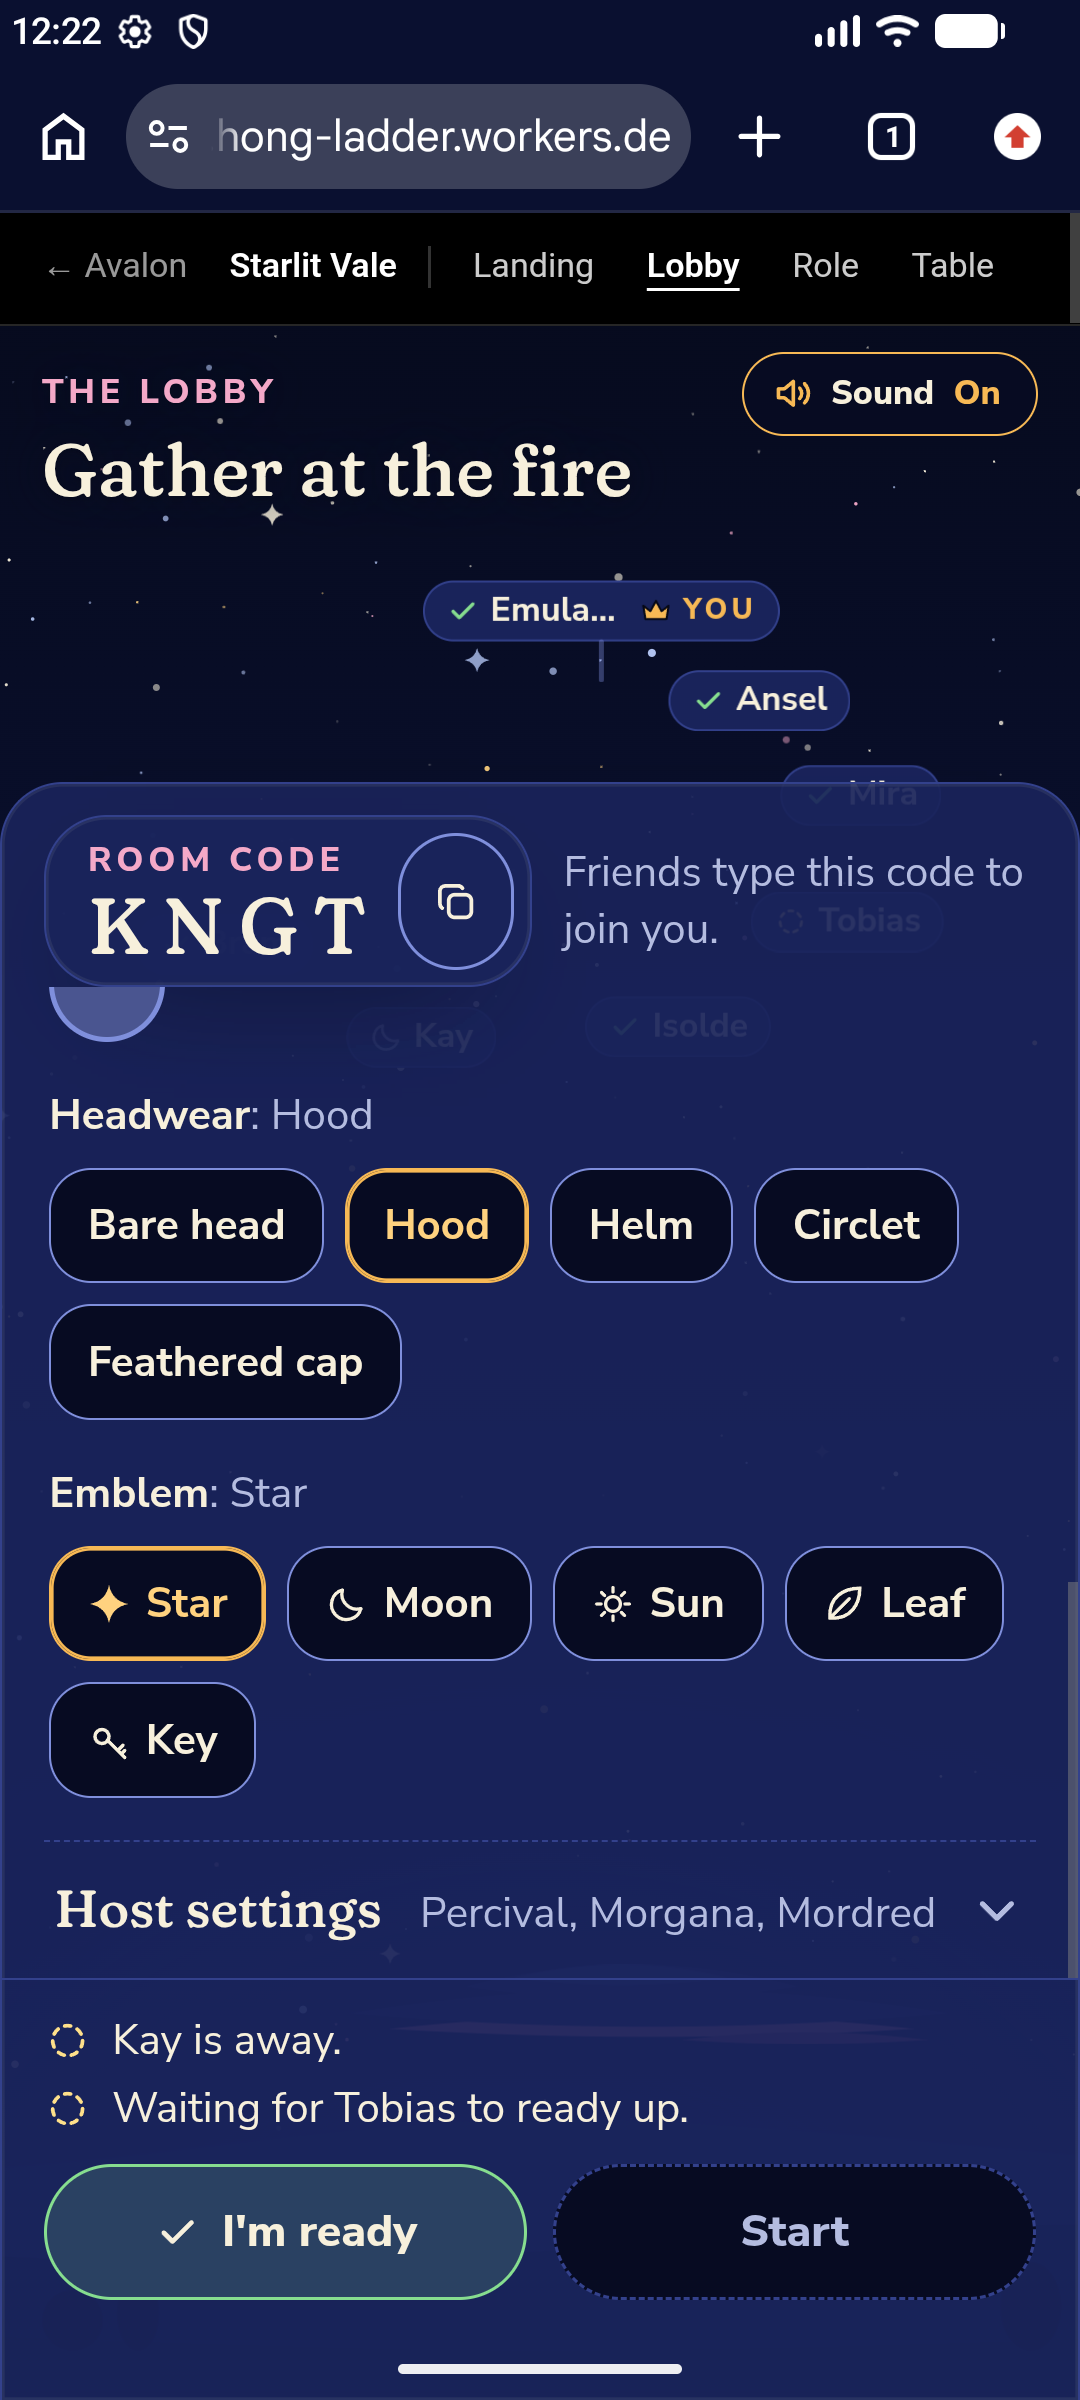 12:22
hong-ladder.workers.de
1
← Avalon Starlit Vale Landing Lobby Role Table
THE LOBBY
Sound On
Gather at the fire
Emula... YOU
Ansel
Mira
ROOM CODE
KNGT
Friends type this code to
join you.
Tobias
Isolde
Kay
Headwear: Hood
Bare head Hood Helm Circlet
Feathered cap
Emblem: Star
Star Moon Sun Leaf
Key
Host settings Percival, Morgana, Mordred
Kay is away.
Waiting for Tobias to ready up.
I'm ready Start